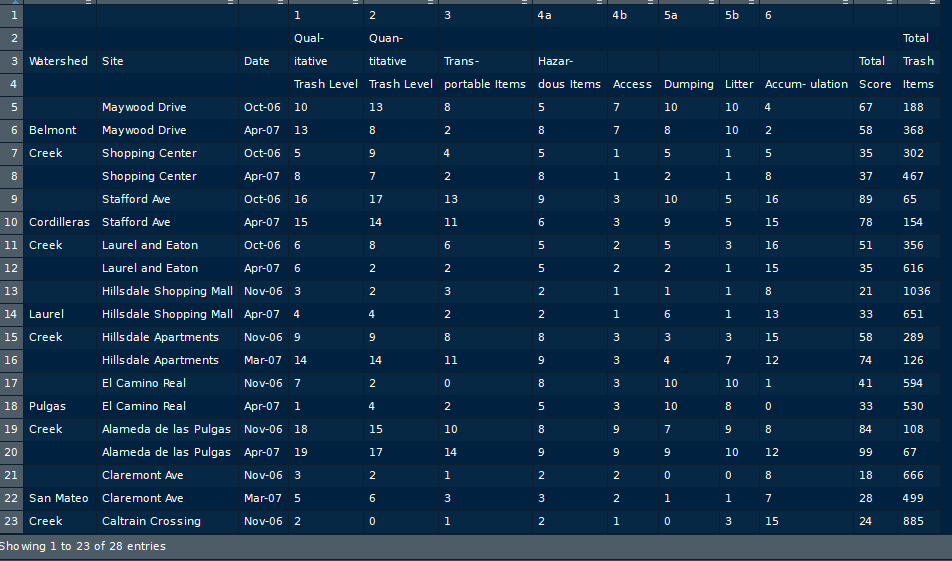 1 1 2 3 4a 4b 5a 5b 6
2 Qual- Quan- Total
3 Watershed Site Date itative titative Trans- Hazar- Total Trash
4 Trash Level Trash Level portable Items dous Items Access Dumping Litter Accum- ulation Score Items
5 Maywood Drive Oct-06 10 13 8 5 7 10 10 4 67 188
6 Belmont Maywood Drive Apr-07 13 8 2 8 7 8 10 2 58 368
7 Creek Shopping Center Oct-06 5 9 4 5 1 5 1 5 35 302
8 Shopping Center Apr-07 8 7 2 8 1 2 1 8 37 467
9 Stafford Ave Oct-06 16 17 13 9 3 10 5 16 89 65
10 Cordilleras Stafford Ave Apr-07 15 14 11 6 3 9 5 15 78 154
11 Creek Laurel and Eaton Oct-06 6 8 6 5 2 5 3 16 51 356
12 Laurel and Eaton Apr-07 6 2 2 5 2 2 1 15 35 616
13 Hillsdale Shopping Mall Nov-06 3 2 3 2 1 1 1 8 21 1036
14 Laurel Hillsdale Shopping Mall Apr-07 4 4 2 2 1 6 1 13 33 651
15 Creek Hillsdale Apartments Nov-06 9 9 8 8 3 3 3 15 58 289
16 Hillsdale Apartments Mar-07 14 14 11 9 3 4 7 12 74 126
17 El Camino Real Nov-06 7 2 0 8 3 10 10 1 41 594
18 Pulgas El Camino Real Apr-07 1 4 2 5 3 10 8 0 33 530
19 Creek Alameda de las Pulgas Nov-06 18 15 10 8 9 7 9 8 84 108
20 Alameda de las Pulgas Apr-07 19 17 14 9 9 9 10 12 99 67
21 Claremont Ave Nov-06 3 2 1 2 2 0 0 8 18 666
22 San Mateo Claremont Ave Mar-07 5 6 3 3 2 1 1 7 28 499
23 Creek Caltrain Crossing Nov-06 2 0 1 2 1 0 3 15 24 885
Showing 1 to 23 of 28 entries